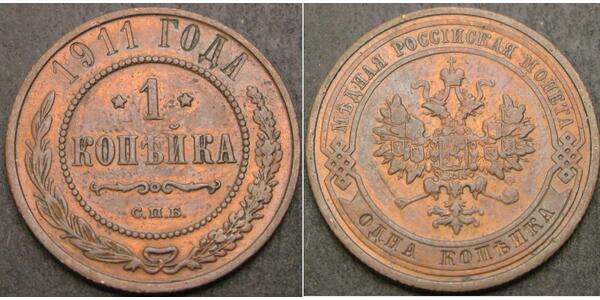 1911 ГОДА
1
КОПѢЙКА
С.П.Б.
МѢДНАЯ РОССІЙСКАЯ МОНЕТА
ОДНА КОПѢЙКА